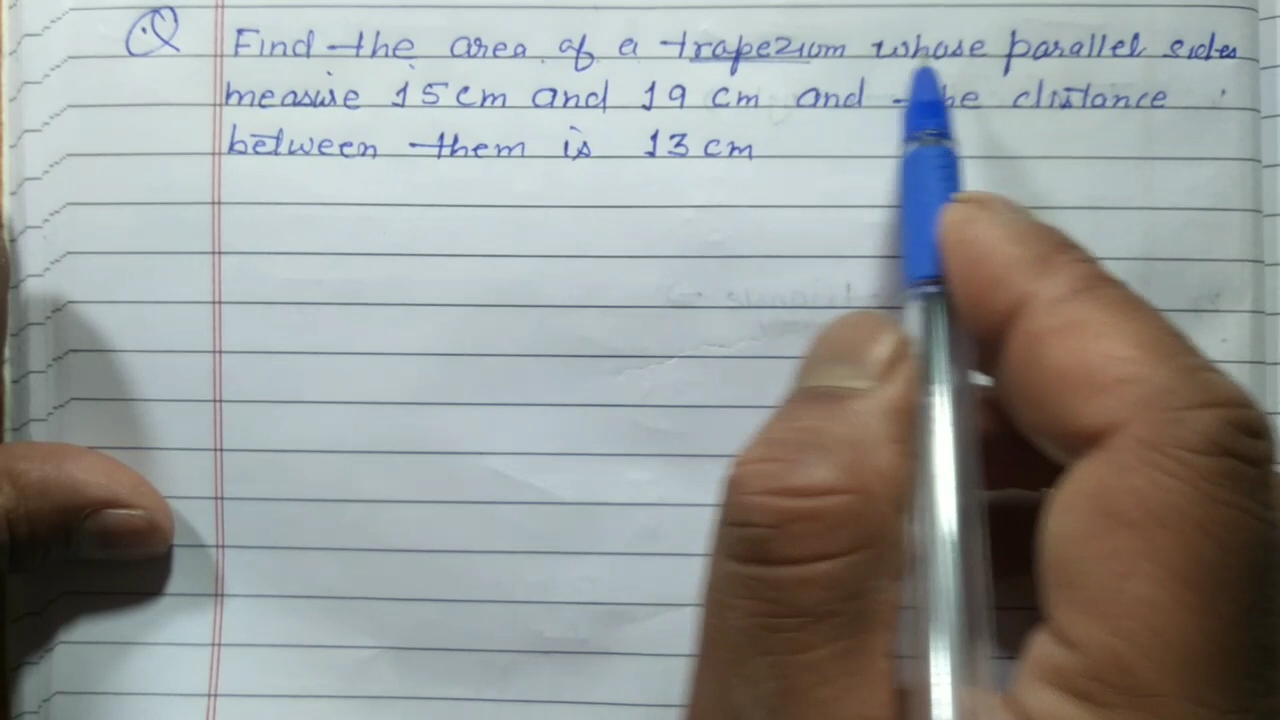 Q Find the area of a trapezium whose parallel sides
measure 15 cm and 19 cm and the distance
between them is 13 cm